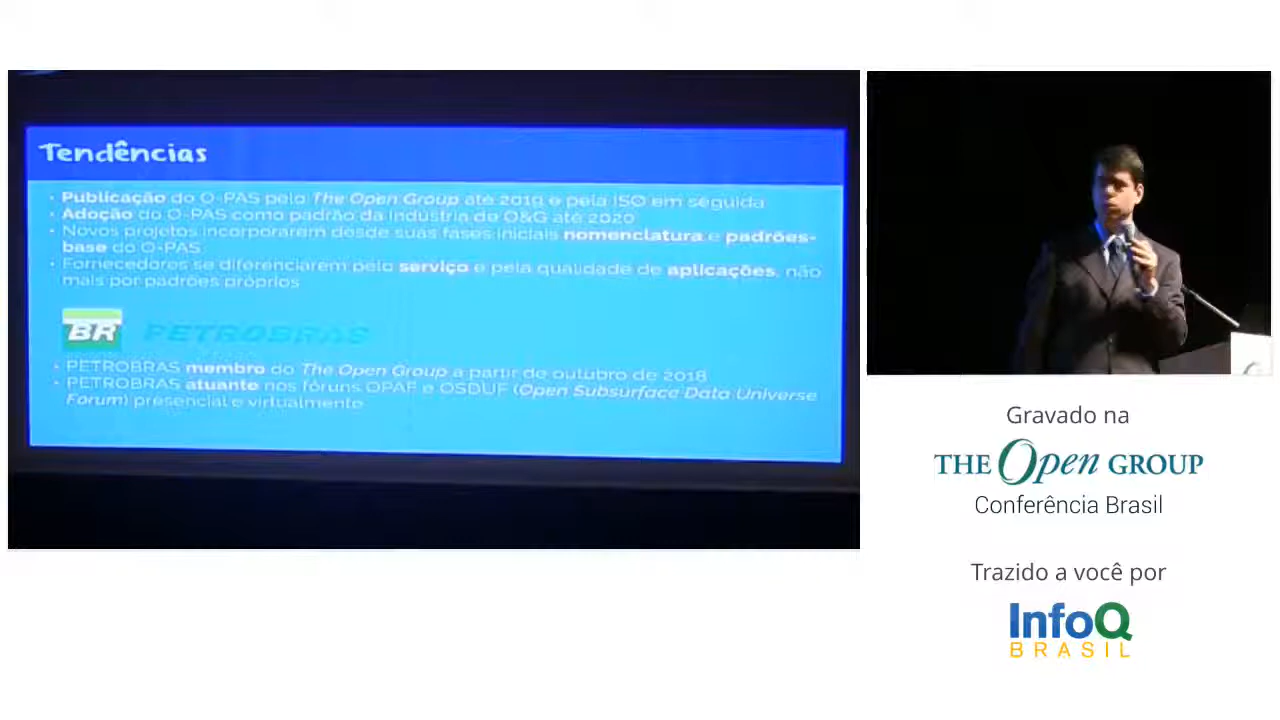 Tendências
• Publicação do O-PAS pelo The Open Group até 2019 e pela ISO em seguida
• Adoção do O-PAS como padrão da indústria de O&G até 2020
• Novos projetos incorporarem desde suas fases iniciais nomenclatura e padrões-
base do O-PAS
• Fornecedores se diferenciarem pelo serviço e pela qualidade de aplicações, não
mais por padrões próprios
BR PETROBRAS
• PETROBRAS membro do The Open Group a partir de outubro de 2018
• PETROBRAS atuante nos fóruns OPAF e OSDUF (Open Subsurface Data Universe
Forum) presencial e virtualmente
Gravado na
THE Open GROUP
Conferência Brasil
Trazido a você por
InfoQ
BRASIL